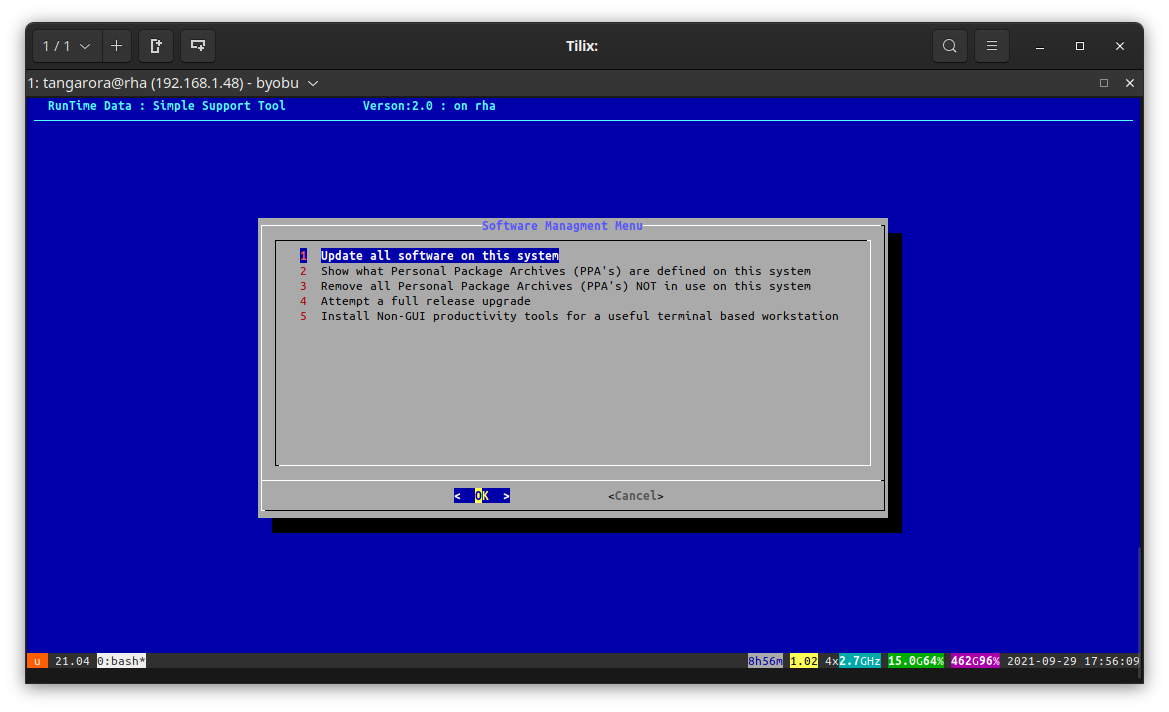 1 / 1
Tilix:
1: tangarora@rha (192.168.1.48) - byobu
RunTime Data : Simple Support Tool Verson:2.0 : on rha
Software Managment Menu
1 Update all software on this system
2 Show what Personal Package Archives (PPA's) are defined on this system
3 Remove all Personal Package Archives (PPA's) NOT in use on this system
4 Attempt a full release upgrade
5 Install Non-GUI productivity tools for a useful terminal based workstation
< OK > <Cancel>
u 21.04 0:bash* 8h56m 1.02 4x2.7GHz 15.0G64% 462G96% 2021-09-29 17:56:09